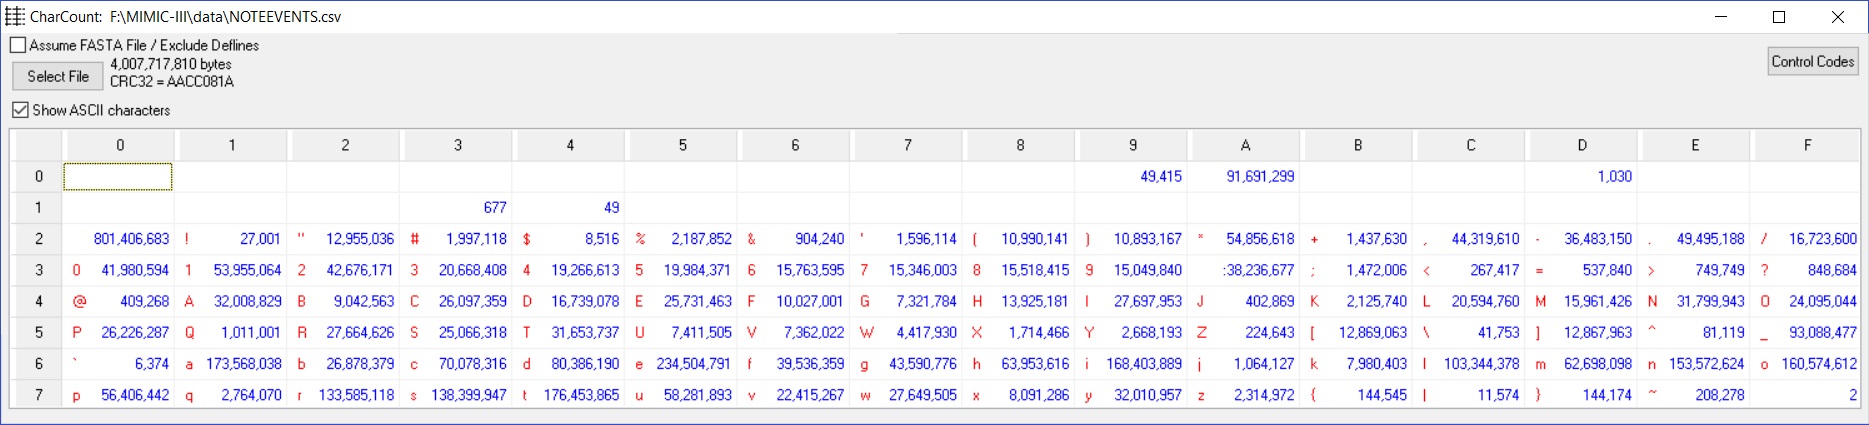 CharCount: F:\MIMIC-III\data\NOTEEVENTS.csv
Assume FASTA File / Exclude Deflines
Select File 4,007,717,810 bytes Control Codes
CRC32 = AACC081A
Show ASCII characters
0 1 2 3 4 5 6 7 8 9 A B C D E F
0 49,415 91,691,299 1,030
1 677 49
2 801,406,683 ! 27,001 " 12,955,036 # 1,997,118 $ 8,516 % 2,187,852 & 904,240 ' 1,596,114 ( 10,990,141 ) 10,893,167 * 54,856,618 + 1,437,630 , 44,319,610 - 36,483,150 . 49,495,188 / 16,723,600
3 0 41,980,594 1 53,955,064 2 42,676,171 3 20,668,408 4 19,266,613 5 19,984,371 6 15,763,595 7 15,346,003 8 15,518,415 9 15,049,840 :38,236,677 ; 1,472,006 < 267,417 = 537,840 > 749,749 ? 848,684
4 @ 409,268 A 32,008,829 B 9,042,563 C 26,097,359 D 16,739,078 E 25,731,463 F 10,027,001 G 7,321,784 H 13,925,181 I 27,697,953 J 402,869 K 2,125,740 L 20,594,760 M 15,961,426 N 31,799,943 O 24,095,044
5 P 26,226,287 Q 1,011,001 R 27,664,626 S 25,066,318 T 31,653,737 U 7,411,505 V 7,362,022 W 4,417,930 X 1,714,466 Y 2,668,193 Z 224,643 [ 12,869,063 \ 41,753 ] 12,867,963 ^ 81,119 _ 93,088,477
6 ` 6,374 a 173,568,038 b 26,878,379 c 70,078,316 d 80,386,190 e 234,504,791 f 39,536,359 g 43,590,776 h 63,953,616 i 168,403,889 j 1,064,127 k 7,980,403 l 103,344,378 m 62,698,098 n 153,572,624 o 160,574,612
7 p 56,406,442 q 2,764,070 r 133,585,118 s 138,399,947 t 176,453,865 u 58,281,893 v 22,415,267 w 27,649,505 x 8,091,286 y 32,010,957 z 2,314,972 { 144,545 | 11,574 } 144,174 ~ 208,278 2